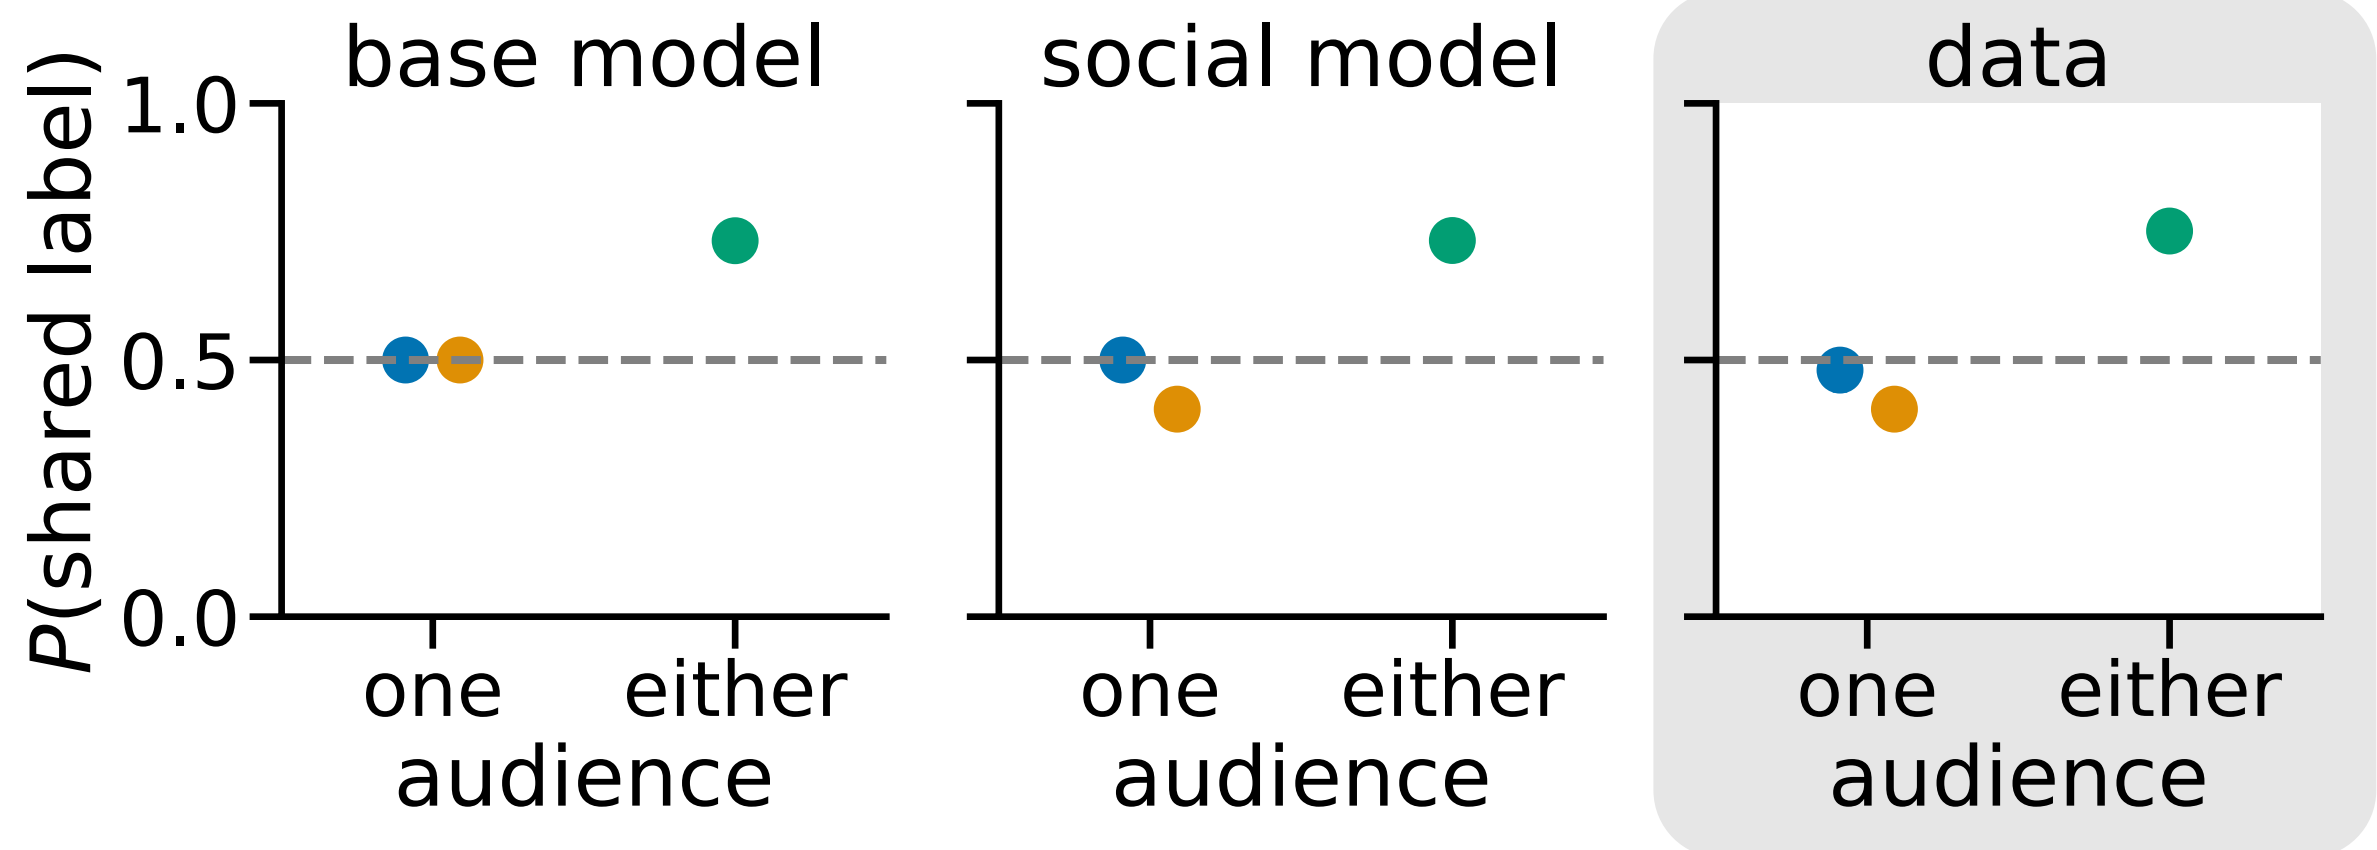 base model
social model
data
P(shared label)
1.0
0.5
0.0
one either
audience
one either
audience
one either
audience